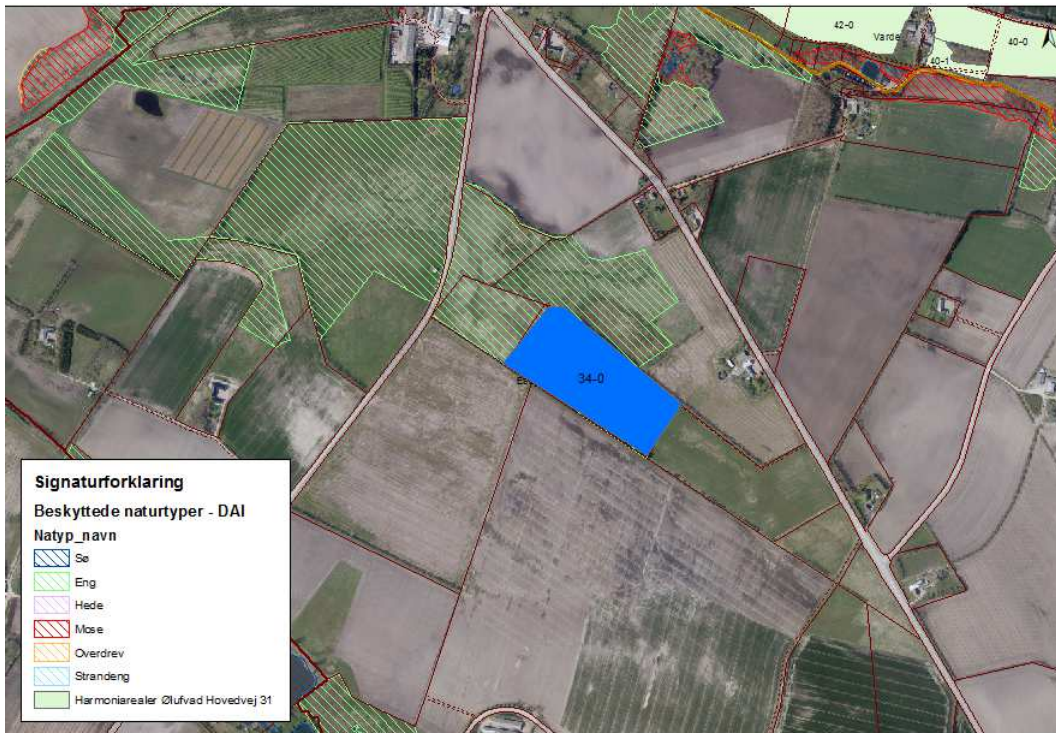 42-0
Varde
40-0
40-1
34-0
Signaturforklaring
Beskyttede naturtyper - DAI
Natyp_navn
Sø
Eng
Hede
Mose
Overdrev
Strandeng
Harmoniarealer Ølufvad Hovedvej 31